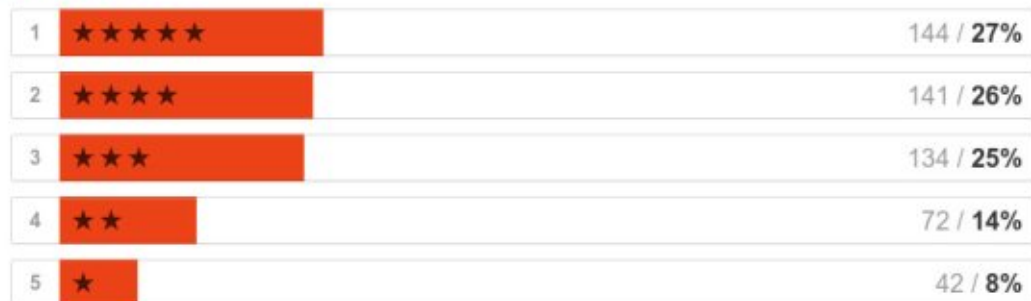 1 ★★★★★ 144 / 27%
2 ★★★★ 141 / 26%
3 ★★★ 134 / 25%
4 ★★ 72 / 14%
5 ★ 42 / 8%